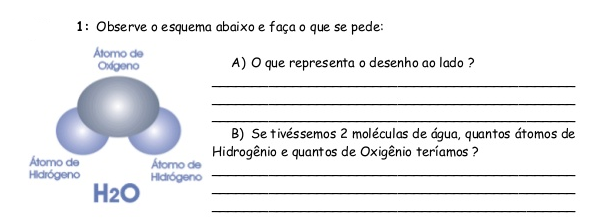 1: Observe o esquema abaixo e faça o que se pede:
Átomo de
Oxígeno
A) O que representa o desenho ao lado ?
B) Se tivéssemos 2 moléculas de água, quantos átomos de
Hidrogênio e quantos de Oxigênio teríamos ?
Átomo de
Hidrógeno
Átomo de
Hidrógeno
H2O